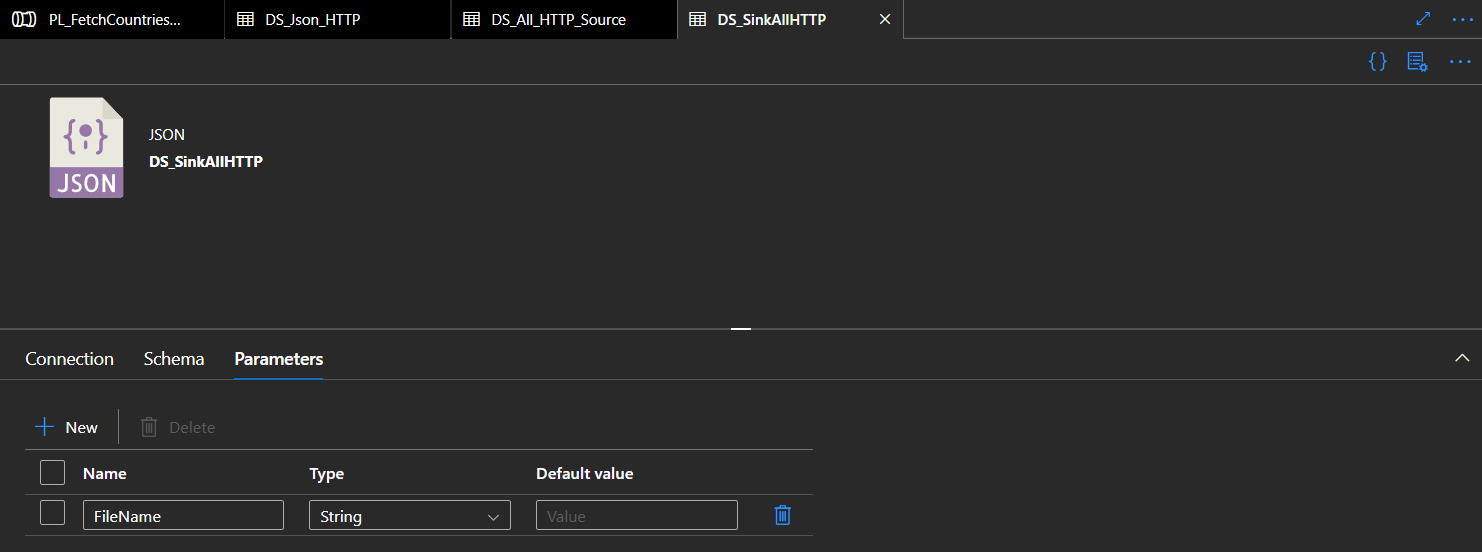 PL_FetchCountries... DS_Json_HTTP DS_All_HTTP_Source DS_SinkAllHTTP
JSON
DS_SinkAllHTTP
JSON
Connection Schema Parameters
New Delete
Name Type Default value
FileName String Value